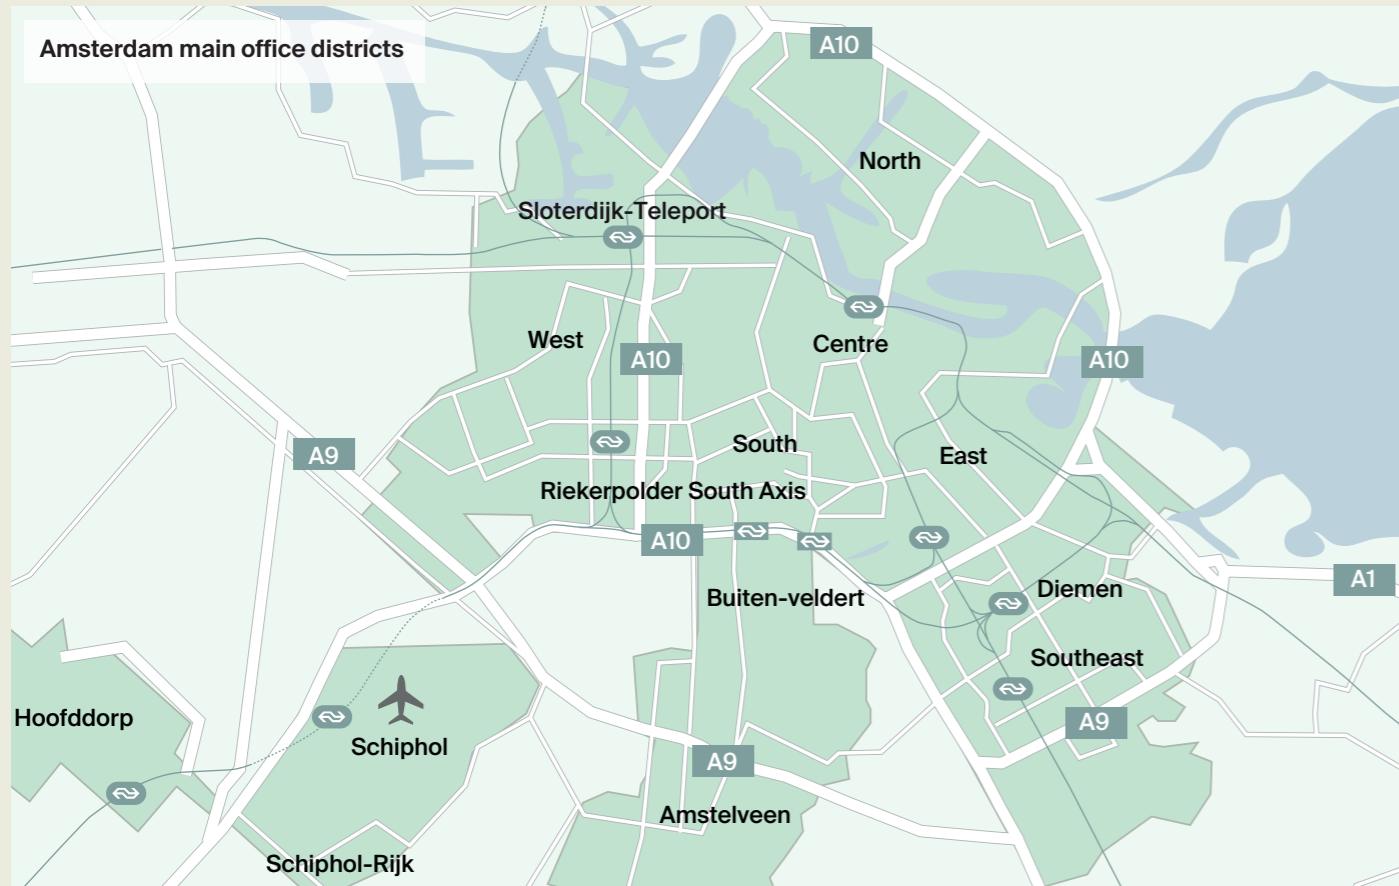 Amsterdam main office districts
A10
North
Sloterdijk-Teleport
West
A10
Centre
A10
A9
South
East
Riekerpolder South Axis
A10
A1
Buiten-veldert
Diemen
Southeast
Hoofddorp
Schiphol
A9
A9
Amstelveen
Schiphol-Rijk